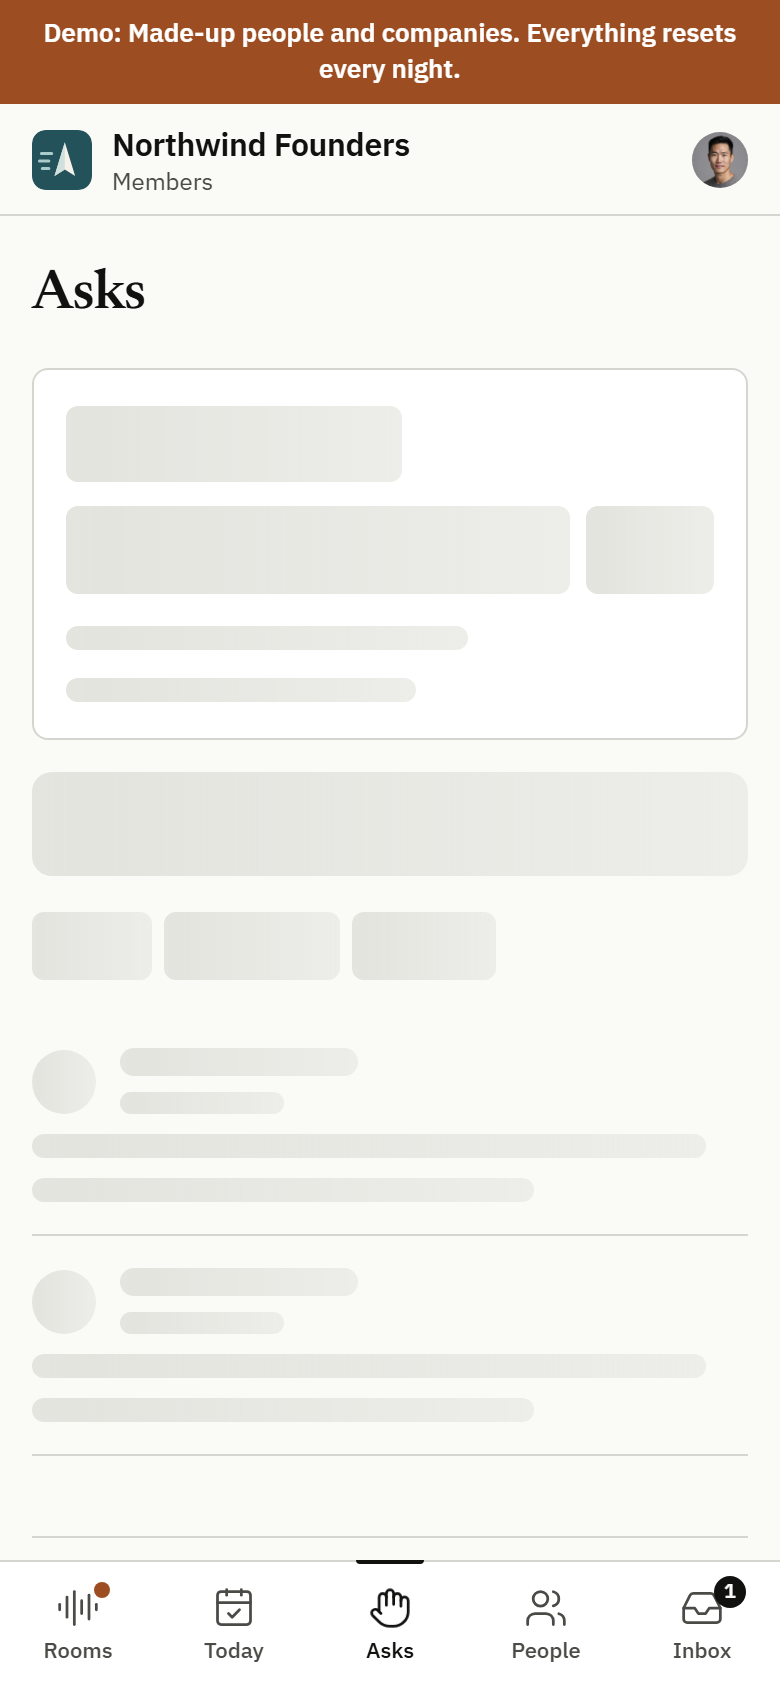 Demo: Made-up people and companies. Everything resets
every night.
Northwind Founders
Members
Asks
Rooms
Today
Asks
People
1
Inbox